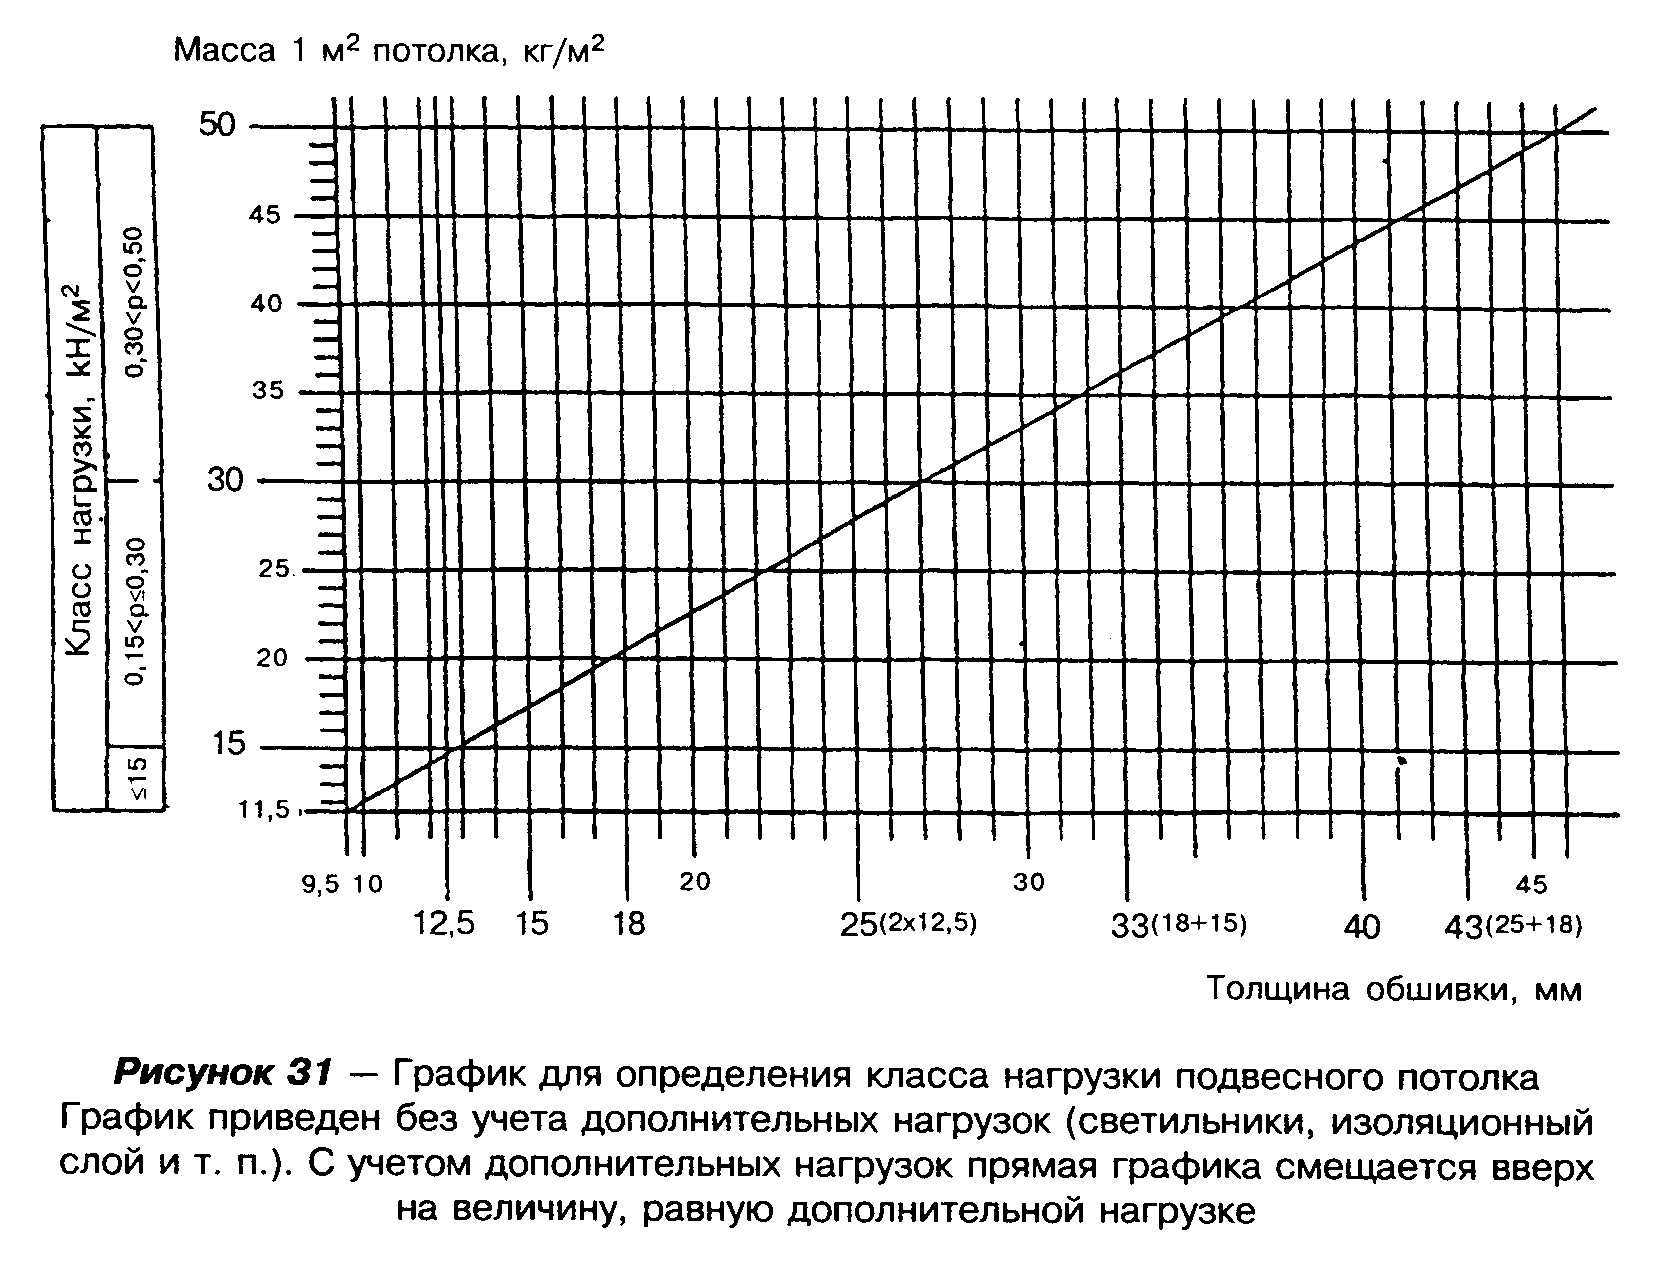 Масса 1 м² потолка, кг/м²
Класс нагрузки, kН/м²
0,30<p<0,50
0,15<p≤0,30
≤15
50
45
40
35
30
25
20
15
11,5
9,5 10 20 30 45
12,5 15 18 25(2x12,5) 33(18+15) 40 43(25+18)
Толщина обшивки, мм
Рисунок 31 — График для определения класса нагрузки подвесного потолка
График приведен без учета дополнительных нагрузок (светильники, изоляционный
слой и т. п.). С учетом дополнительных нагрузок прямая графика смещается вверх
на величину, равную дополнительной нагрузке